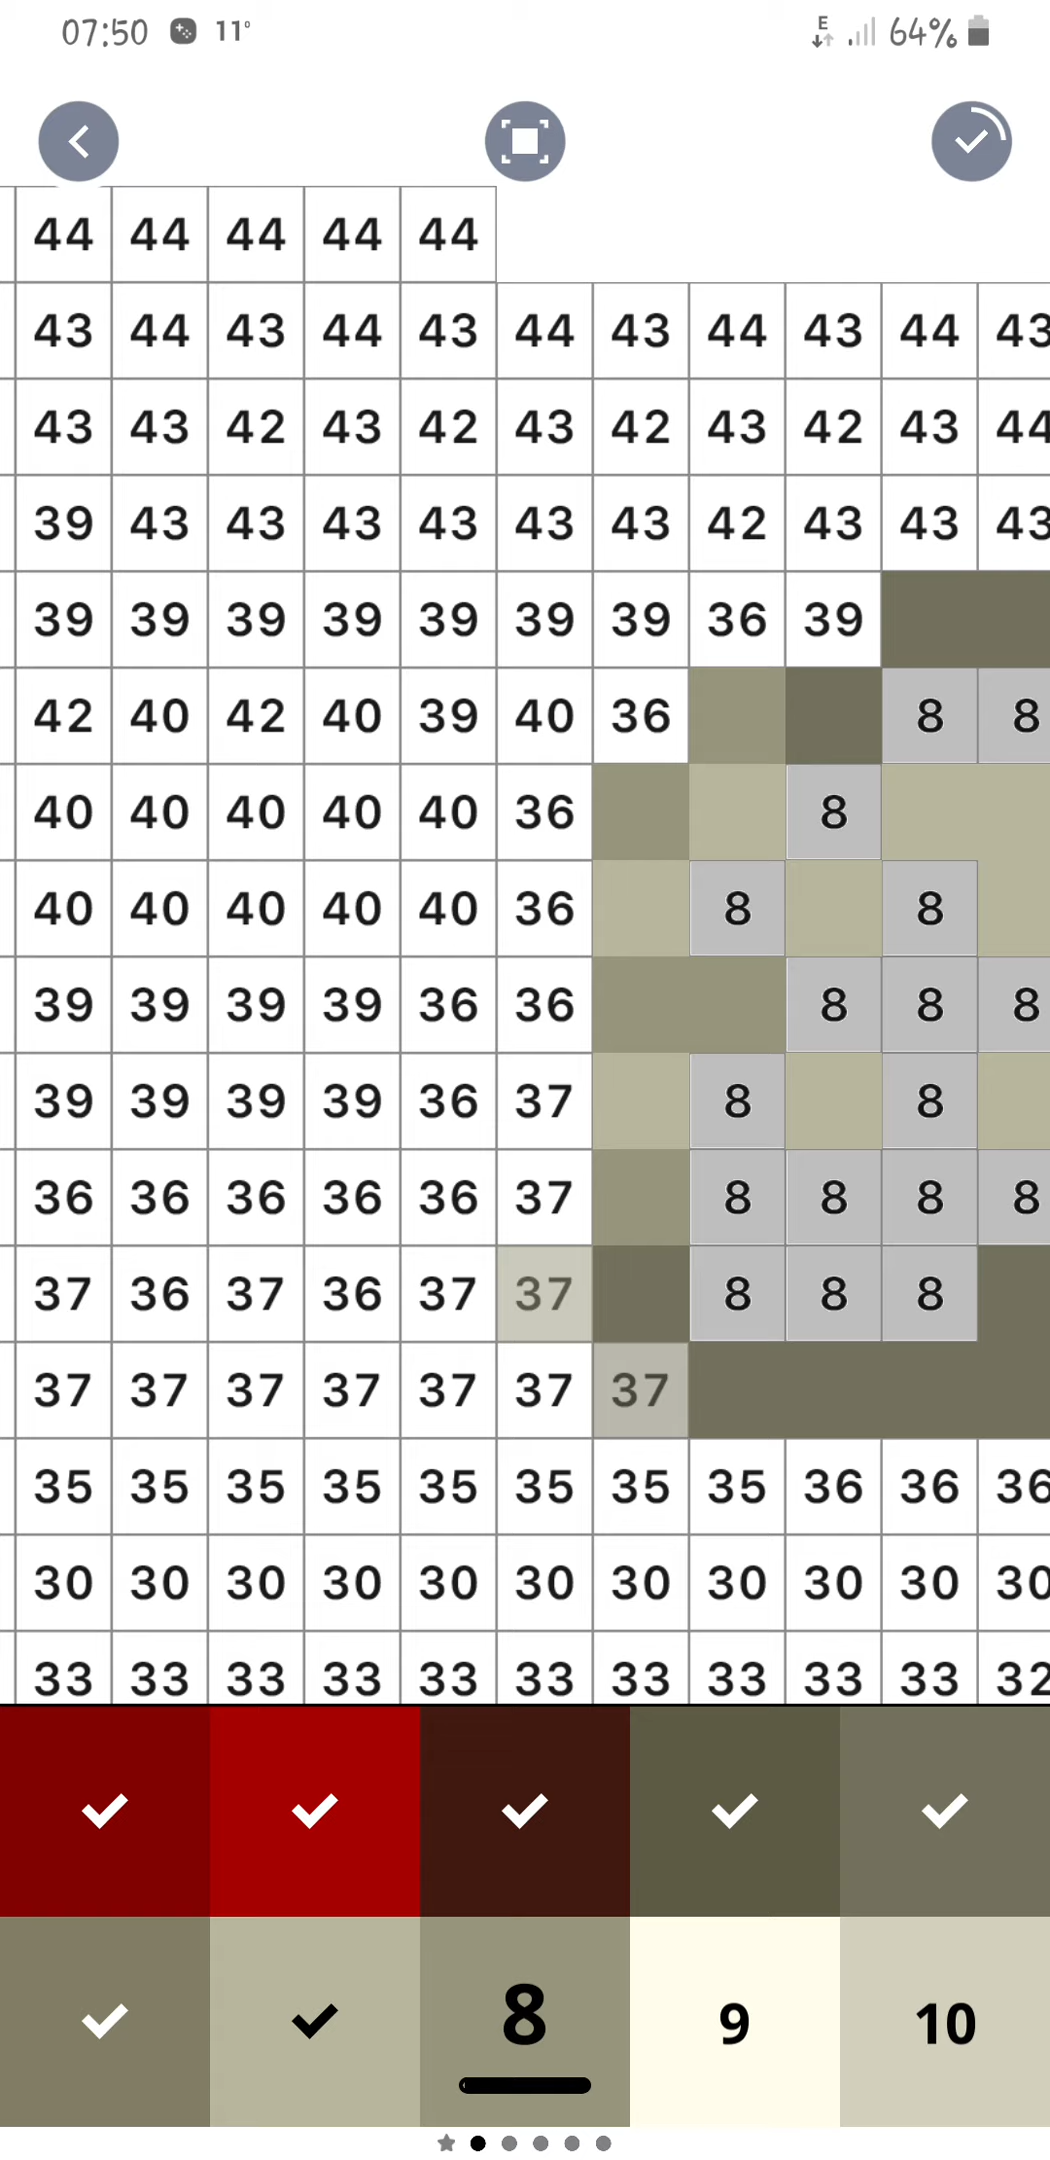 07:50 11° E 64%
44 44 44 44 44
43 44 43 44 43 44 43 44 43 44 43
43 43 42 43 42 43 42 43 42 43 44
39 43 43 43 43 43 43 42 43 43 43
39 39 39 39 39 39 39 36 39
42 40 42 40 39 40 36 8 8
40 40 40 40 40 36 8
40 40 40 40 40 36 8 8
39 39 39 39 36 36 8 8 8
39 39 39 39 36 37 8 8
36 36 36 36 36 37 8 8 8 8
37 36 37 36 37 37 8 8 8
37 37 37 37 37 37 37
35 35 35 35 35 35 35 35 36 36 36
30 30 30 30 30 30 30 30 30 30 30
33 33 33 33 33 33 33 33 33 33 32
8 9 10